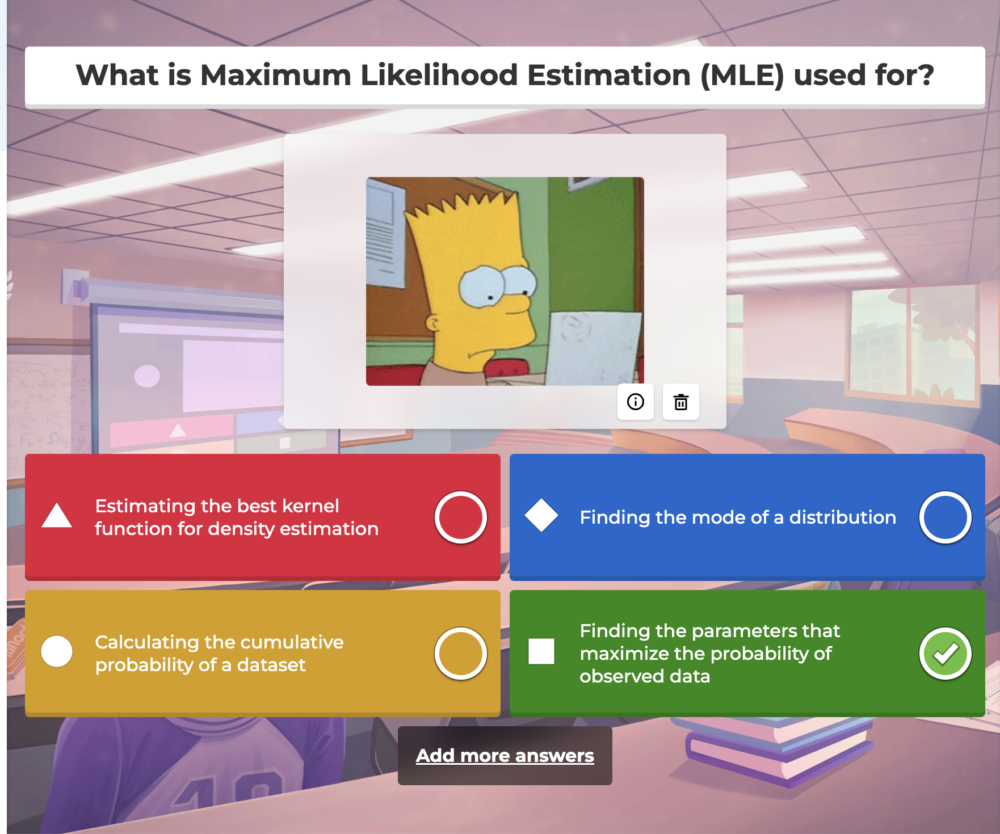 What is Maximum Likelihood Estimation (MLE) used for?
Estimating the best kernel
function for density estimation
Finding the mode of a distribution
Calculating the cumulative
probability of a dataset
Finding the parameters that
maximize the probability of
observed data
Add more answers